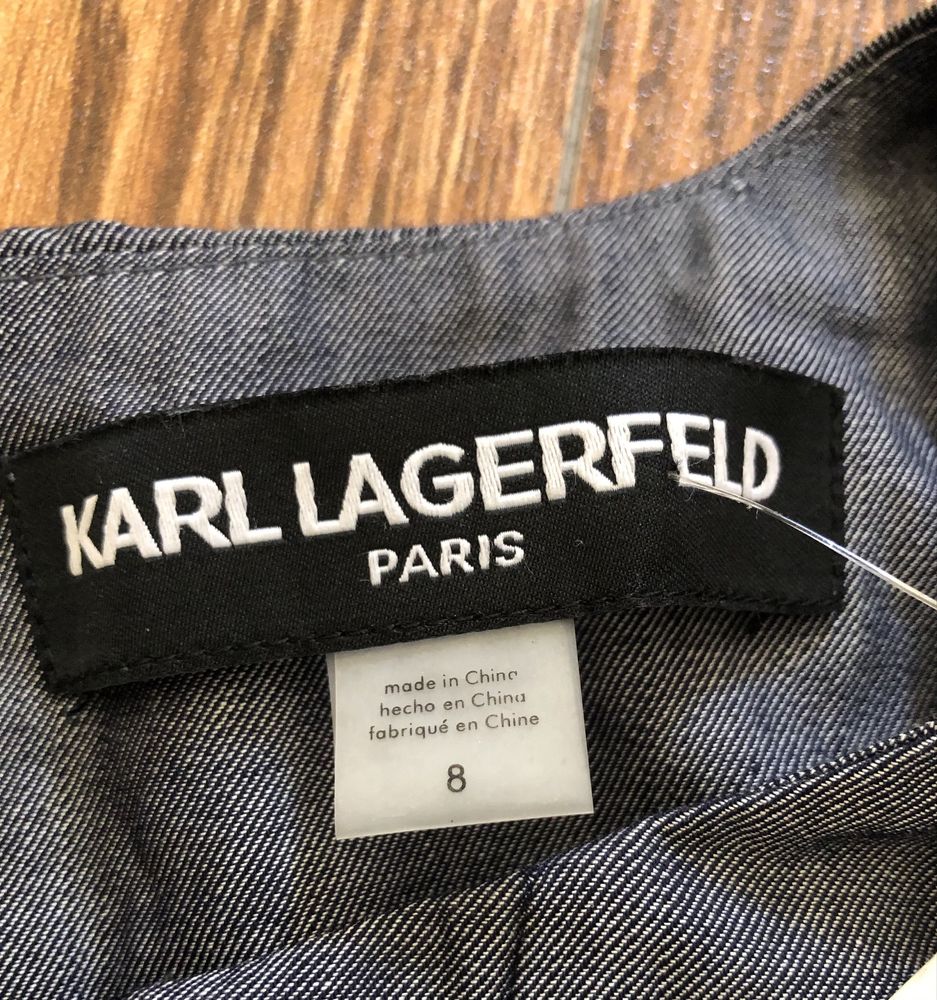 KARL LAGERFELD
PARIS
made in China
hecho en China
fabriqué en Chine
8